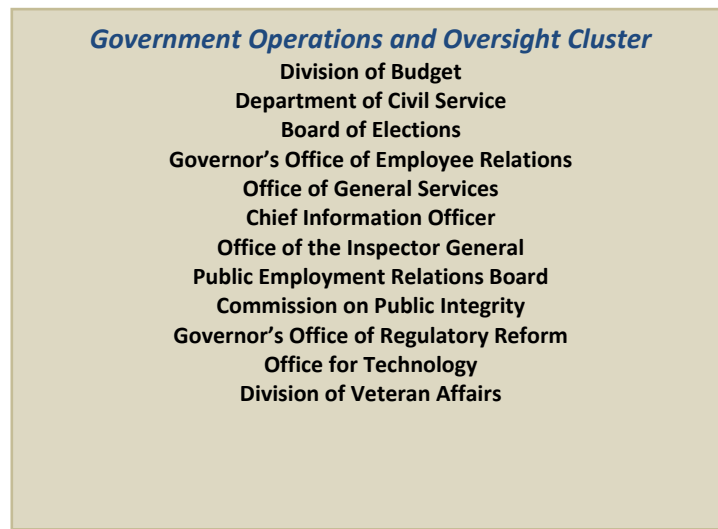 Government Operations and Oversight Cluster
Division of Budget
Department of Civil Service
Board of Elections
Governor’s Office of Employee Relations
Office of General Services
Chief Information Officer
Office of the Inspector General
Public Employment Relations Board
Commission on Public Integrity
Governor’s Office of Regulatory Reform
Office for Technology
Division of Veteran Affairs